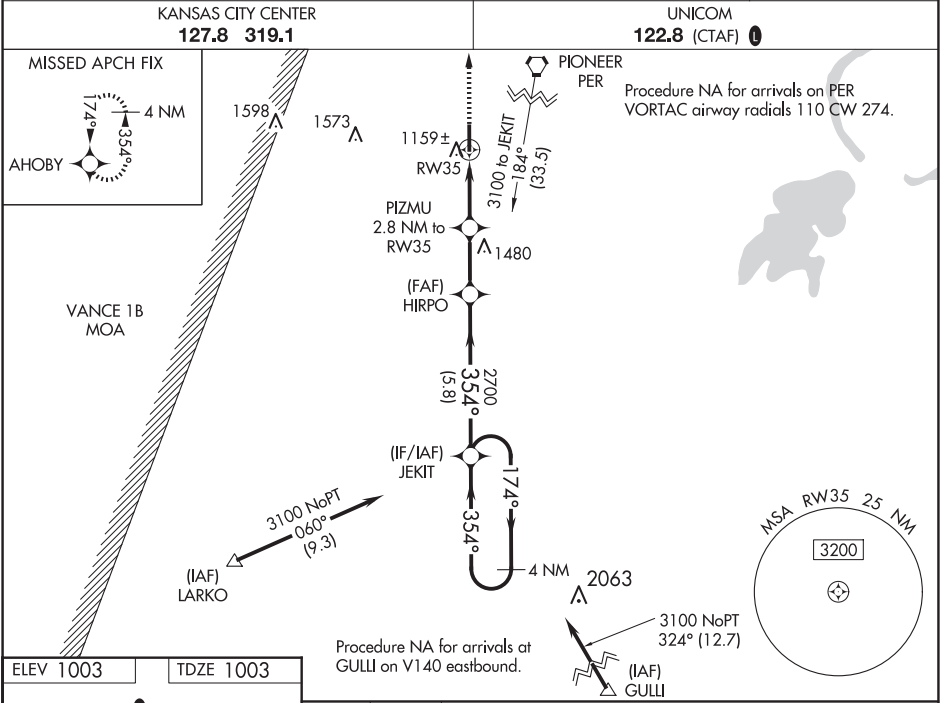 KANSAS CITY CENTER
127.8 319.1
UNICOM
122.8 (CTAF) L
MISSED APCH FIX
174°
4 NM
354°
AHOBY
1598
1573
1159±
RW35
PIONEER
PER
Procedure NA for arrivals on PER
VORTAC airway radials 110 CW 274.
3100 to JEKIT
184°
(33.5)
PIZMU
2.8 NM to
RW35
1480
(FAF)
HIRPO
VANCE 1B
MOA
2700
354°
(5.8)
(IF/IAF)
JEKIT
174°
354°
4 NM
3100 NoPT
060°
(9.3)
(IAF)
LARKO
2063
MSA RW35 25 NM
3200
3100 NoPT
324° (12.7)
(IAF)
GULLI
Procedure NA for arrivals at
GULLI on V140 eastbound.
ELEV 1003
TDZE 1003